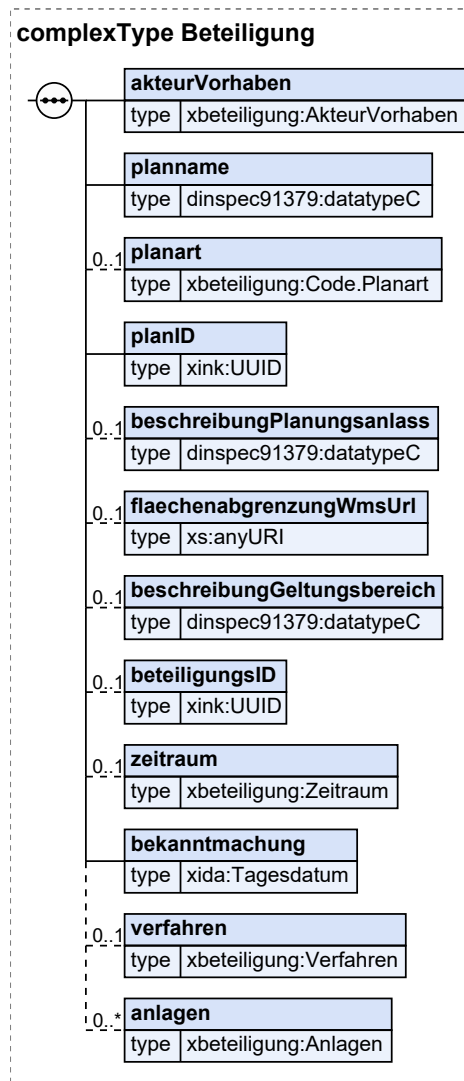 complexType Beteiligung
akteurVorhaben
type xbeteiligung:AkteurVorhaben
planname
type dinspec91379:datatypeC
0..1 planart
type xbeteiligung:Code.Planart
planID
type xink:UUID
0..1 beschreibungPlanungsanlass
type dinspec91379:datatypeC
0..1 flaechenabgrenzungWmsUrl
type xs:anyURI
0..1 beschreibungGeltungsbereich
type dinspec91379:datatypeC
0..1 beteiligungsID
type xink:UUID
0..1 zeitraum
type xbeteiligung:Zeitraum
bekanntmachung
type xida:Tagesdatum
0..1 verfahren
type xbeteiligung:Verfahren
0..* anlagen
type xbeteiligung:Anlagen